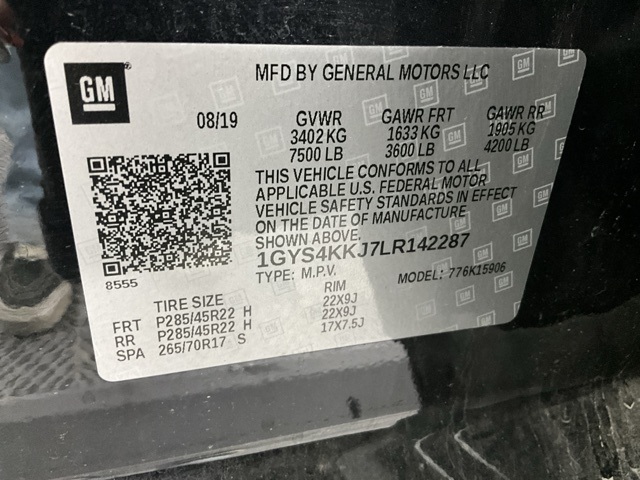 GM
MFD BY GENERAL MOTORS LLC
08/19 GVWR GAWR FRT GAWR RR
3402 KG 1633 KG 1905 KG
7500 LB 3600 LB 4200 LB
THIS VEHICLE CONFORMS TO ALL
APPLICABLE U.S. FEDERAL MOTOR
VEHICLE SAFETY STANDARDS IN EFFECT
ON THE DATE OF MANUFACTURE
SHOWN ABOVE.
1GYS4KKJ7LR142287
8555 TYPE: M.P.V. MODEL: 776K15906
TIRE SIZE RIM
FRT P285/45R22 H 22X9J
RR P285/45R22 H 22X9J
SPA 265/70R17 S 17X7.5J